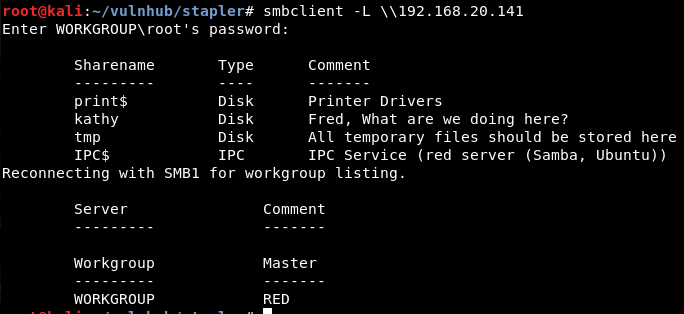 root@kali:~/vulnhub/stapler# smbclient -L \\192.168.20.141
Enter WORKGROUP\root's password:
Sharename Type Comment
--------- ---- -------
print$ Disk Printer Drivers
kathy Disk Fred, What are we doing here?
tmp Disk All temporary files should be stored here
IPC$ IPC IPC Service (red server (Samba, Ubuntu))
Reconnecting with SMB1 for workgroup listing.
Server Comment
--------- -------
Workgroup Master
--------- -------
WORKGROUP RED